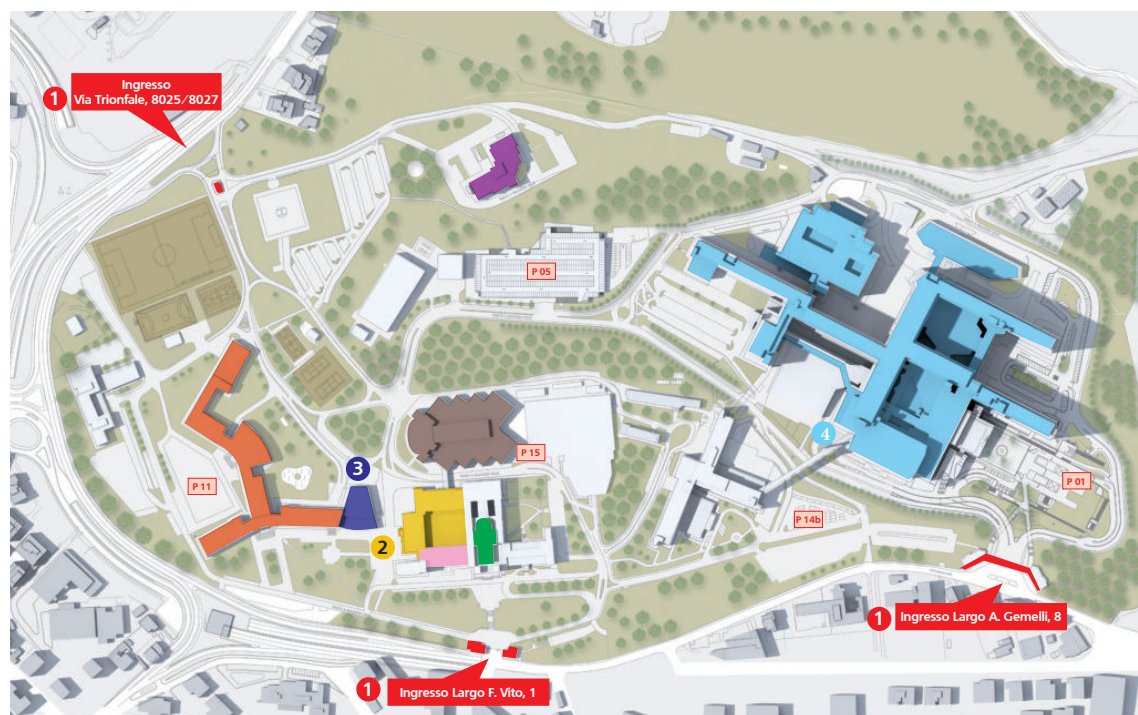 Ingresso
1 Via Trionfale, 8025/8027
P 05
4
3
P 15
P 11
P 01
P 14b
2
1 Ingresso Largo A. Gemelli, 8
1 Ingresso Largo F. Vito, 1